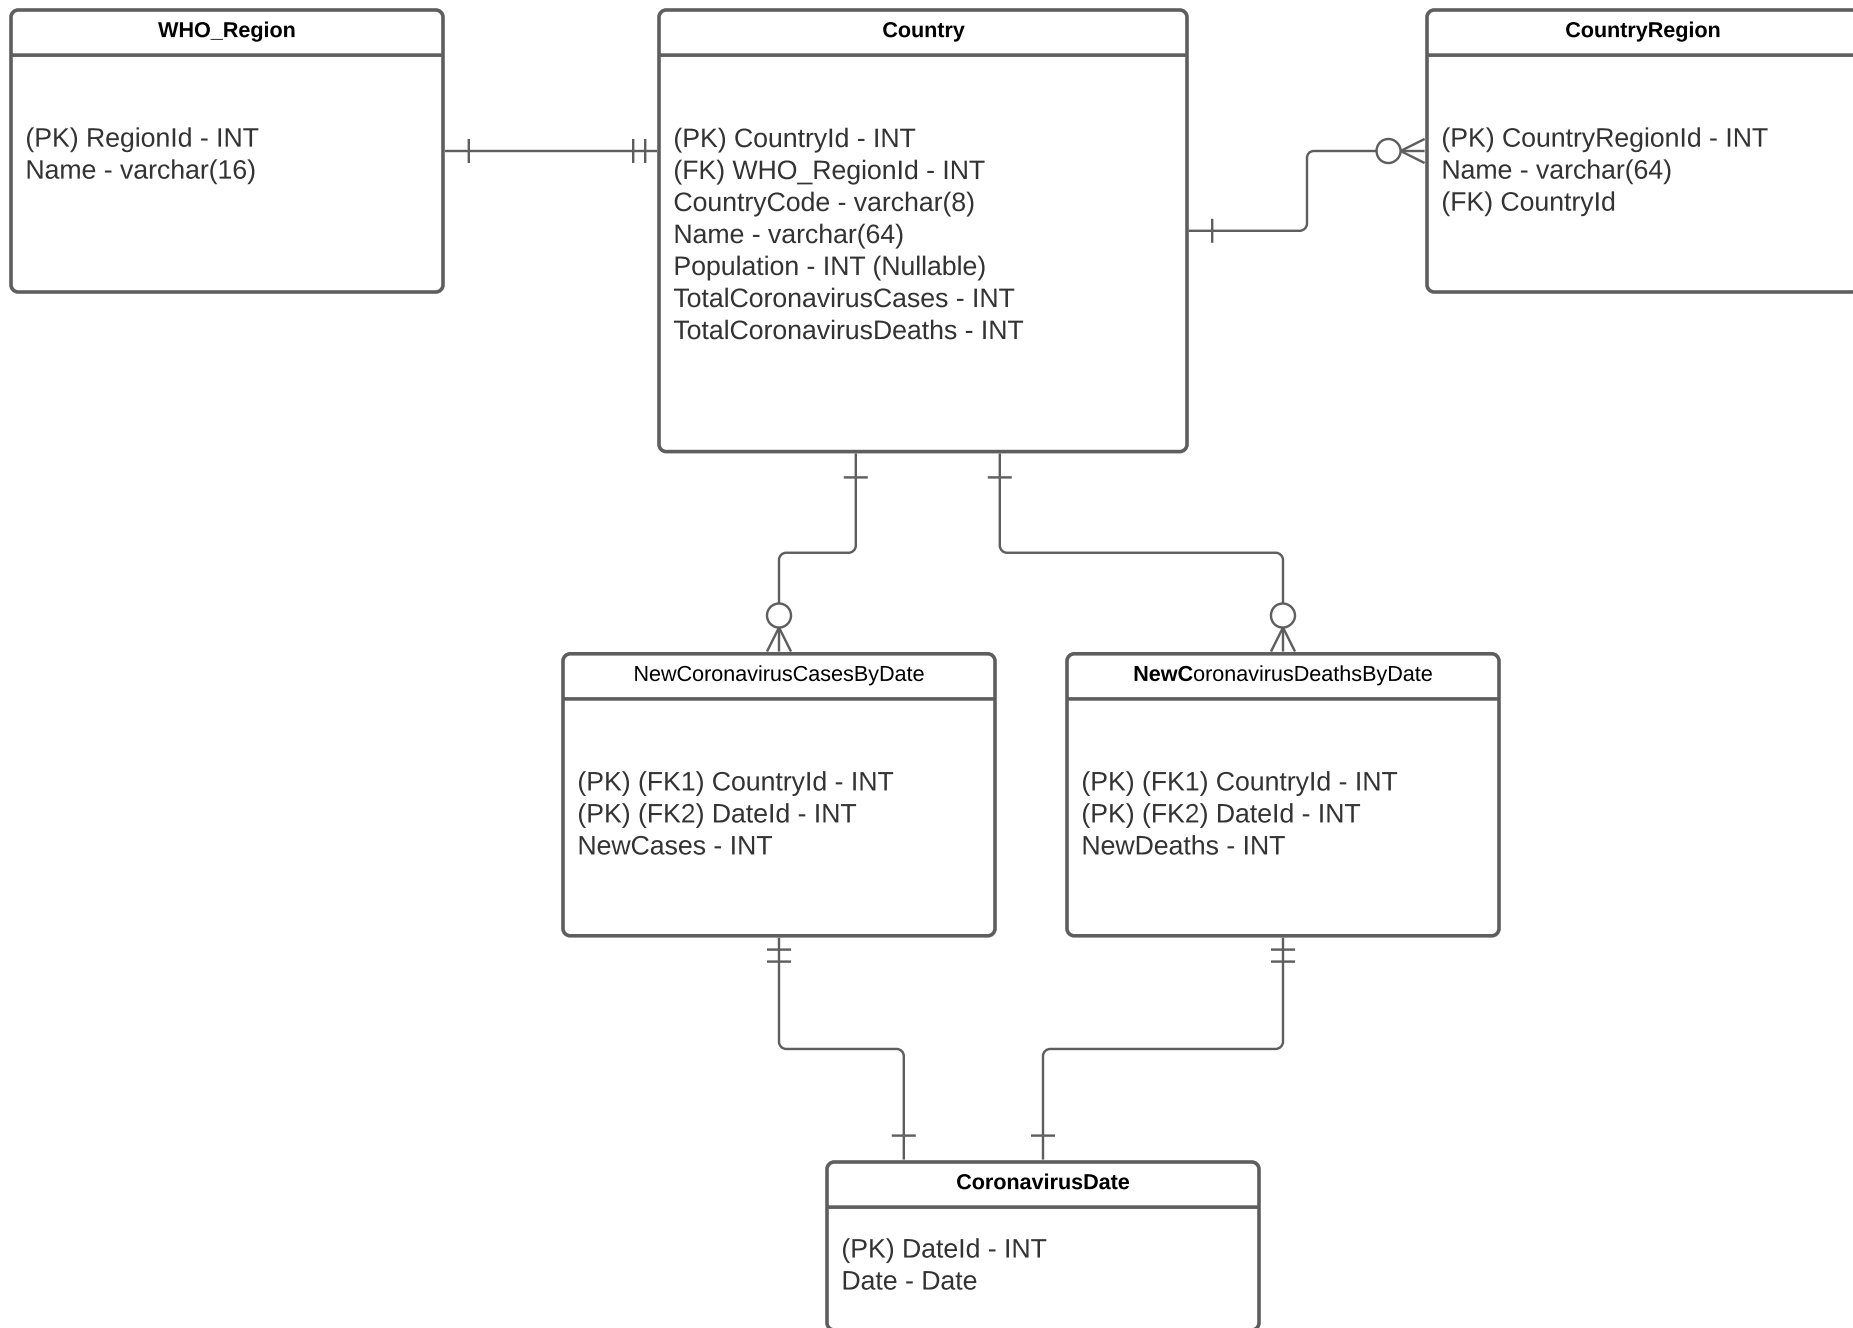 WHO_Region
(PK) RegionId - INT
Name - varchar(16)
Country
(PK) CountryId - INT
(FK) WHO_RegionId - INT
CountryCode - varchar(8)
Name - varchar(64)
Population - INT (Nullable)
TotalCoronavirusCases - INT
TotalCoronavirusDeaths - INT
CountryRegion
(PK) CountryRegionId - INT
Name - varchar(64)
(FK) CountryId
NewCoronavirusCasesByDate
(PK) (FK1) CountryId - INT
(PK) (FK2) DateId - INT
NewCases - INT
NewCoronavirusDeathsByDate
(PK) (FK1) CountryId - INT
(PK) (FK2) DateId - INT
NewDeaths - INT
CoronavirusDate
(PK) DateId - INT
Date - Date